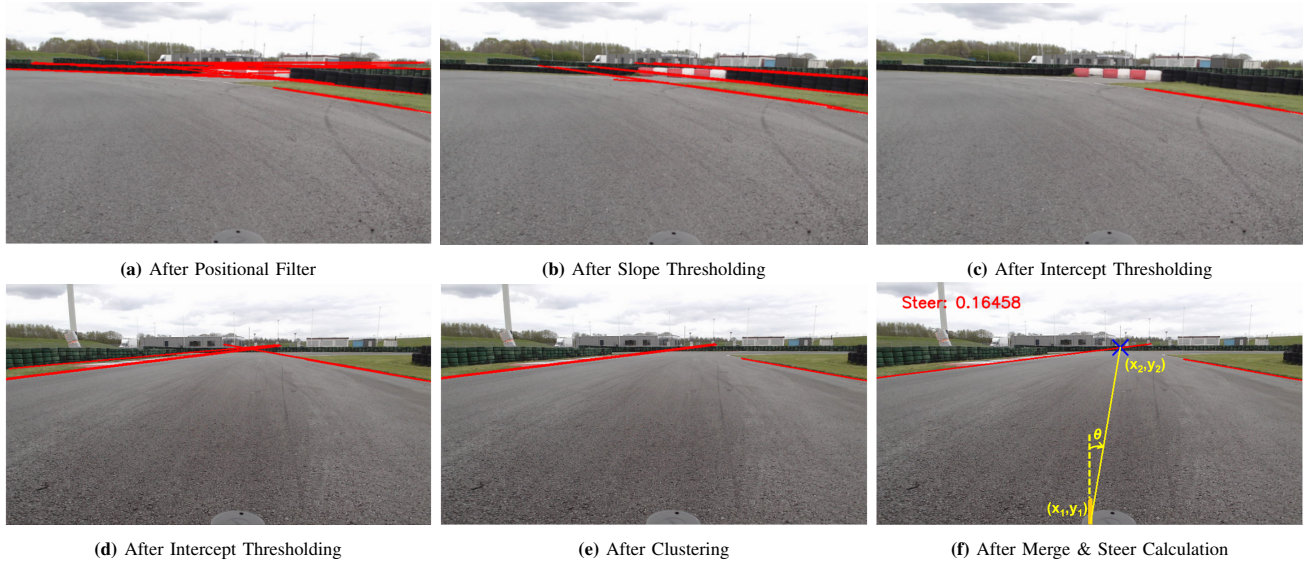 (a) After Positional Filter
(b) After Slope Thresholding
(c) After Intercept Thresholding
Steer: 0.16458
(x₂,y₂)
θ
(x₁,y₁)
(d) After Intercept Thresholding
(e) After Clustering
(f) After Merge & Steer Calculation